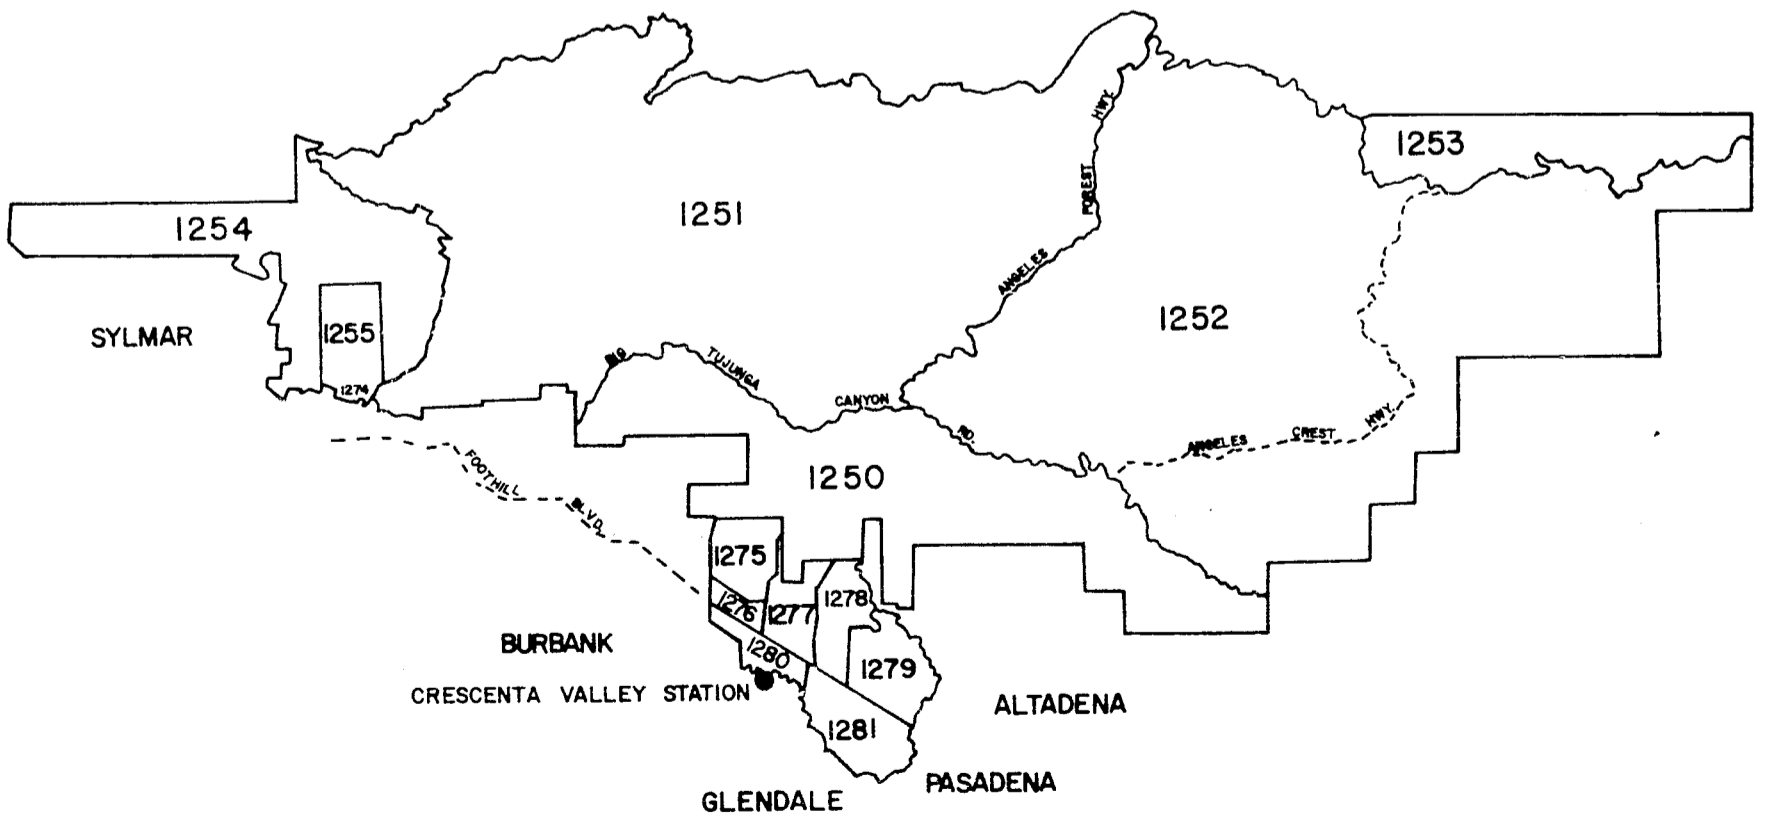 HWY.
1253
FOREST
1254
1251
ANGELES
1252
SYLMAR
1255
BIG
TUJUNGA
1274
CANYON
HWY.
RD.
ANGELES
CREST
FOOTHILL
1250
BLVD.
1275
1276
1277
1278
BURBANK
1280
1279
CRESCENTA VALLEY STATION
ALTADENA
1281
PASADENA
GLENDALE